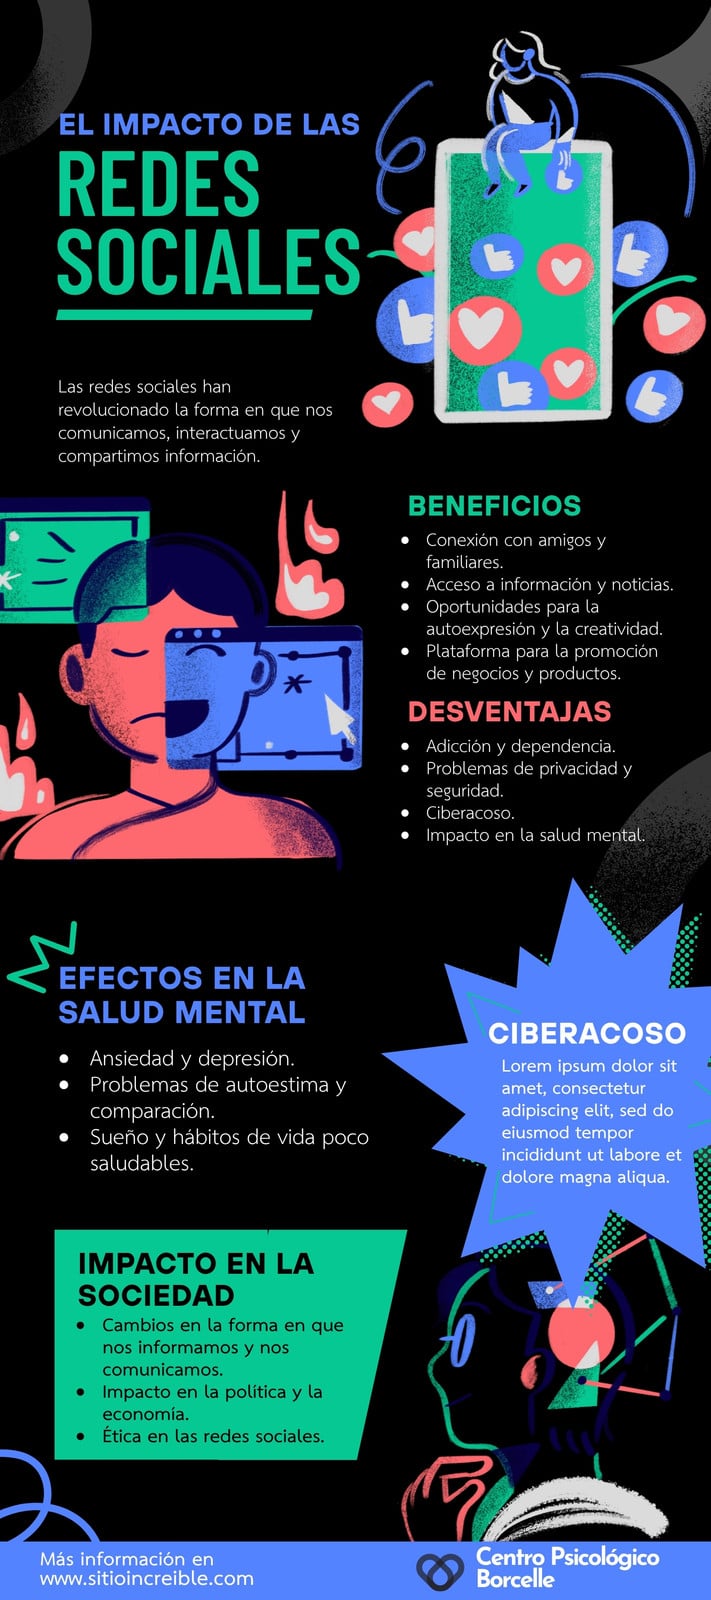 EL IMPACTO DE LAS
REDES
SOCIALES
Las redes sociales han
revolucionado la forma en que nos
comunicamos, interactuamos y
compartimos información.
BENEFICIOS
• Conexión con amigos y
familiares.
• Acceso a información y noticias.
• Oportunidades para la
autoexpresión y la creatividad.
• Plataforma para la promoción
de negocios y productos.
DESVENTAJAS
• Adicción y dependencia.
• Problemas de privacidad y
seguridad.
• Ciberacoso.
• Impacto en la salud mental.
EFECTOS EN LA
SALUD MENTAL
• Ansiedad y depresión.
• Problemas de autoestima y
comparación.
• Sueño y hábitos de vida poco
saludables.
CIBERACOSO
Lorem ipsum dolor sit
amet, consectetur
adipiscing elit, sed do
eiusmod tempor
incididunt ut labore et
dolore magna aliqua.
IMPACTO EN LA
SOCIEDAD
• Cambios en la forma en que
nos informamos y nos
comunicamos.
• Impacto en la política y la
economía.
• Ética en las redes sociales.
Más información en
www.sitioincreible.com
Centro Psicológico
Borcelle